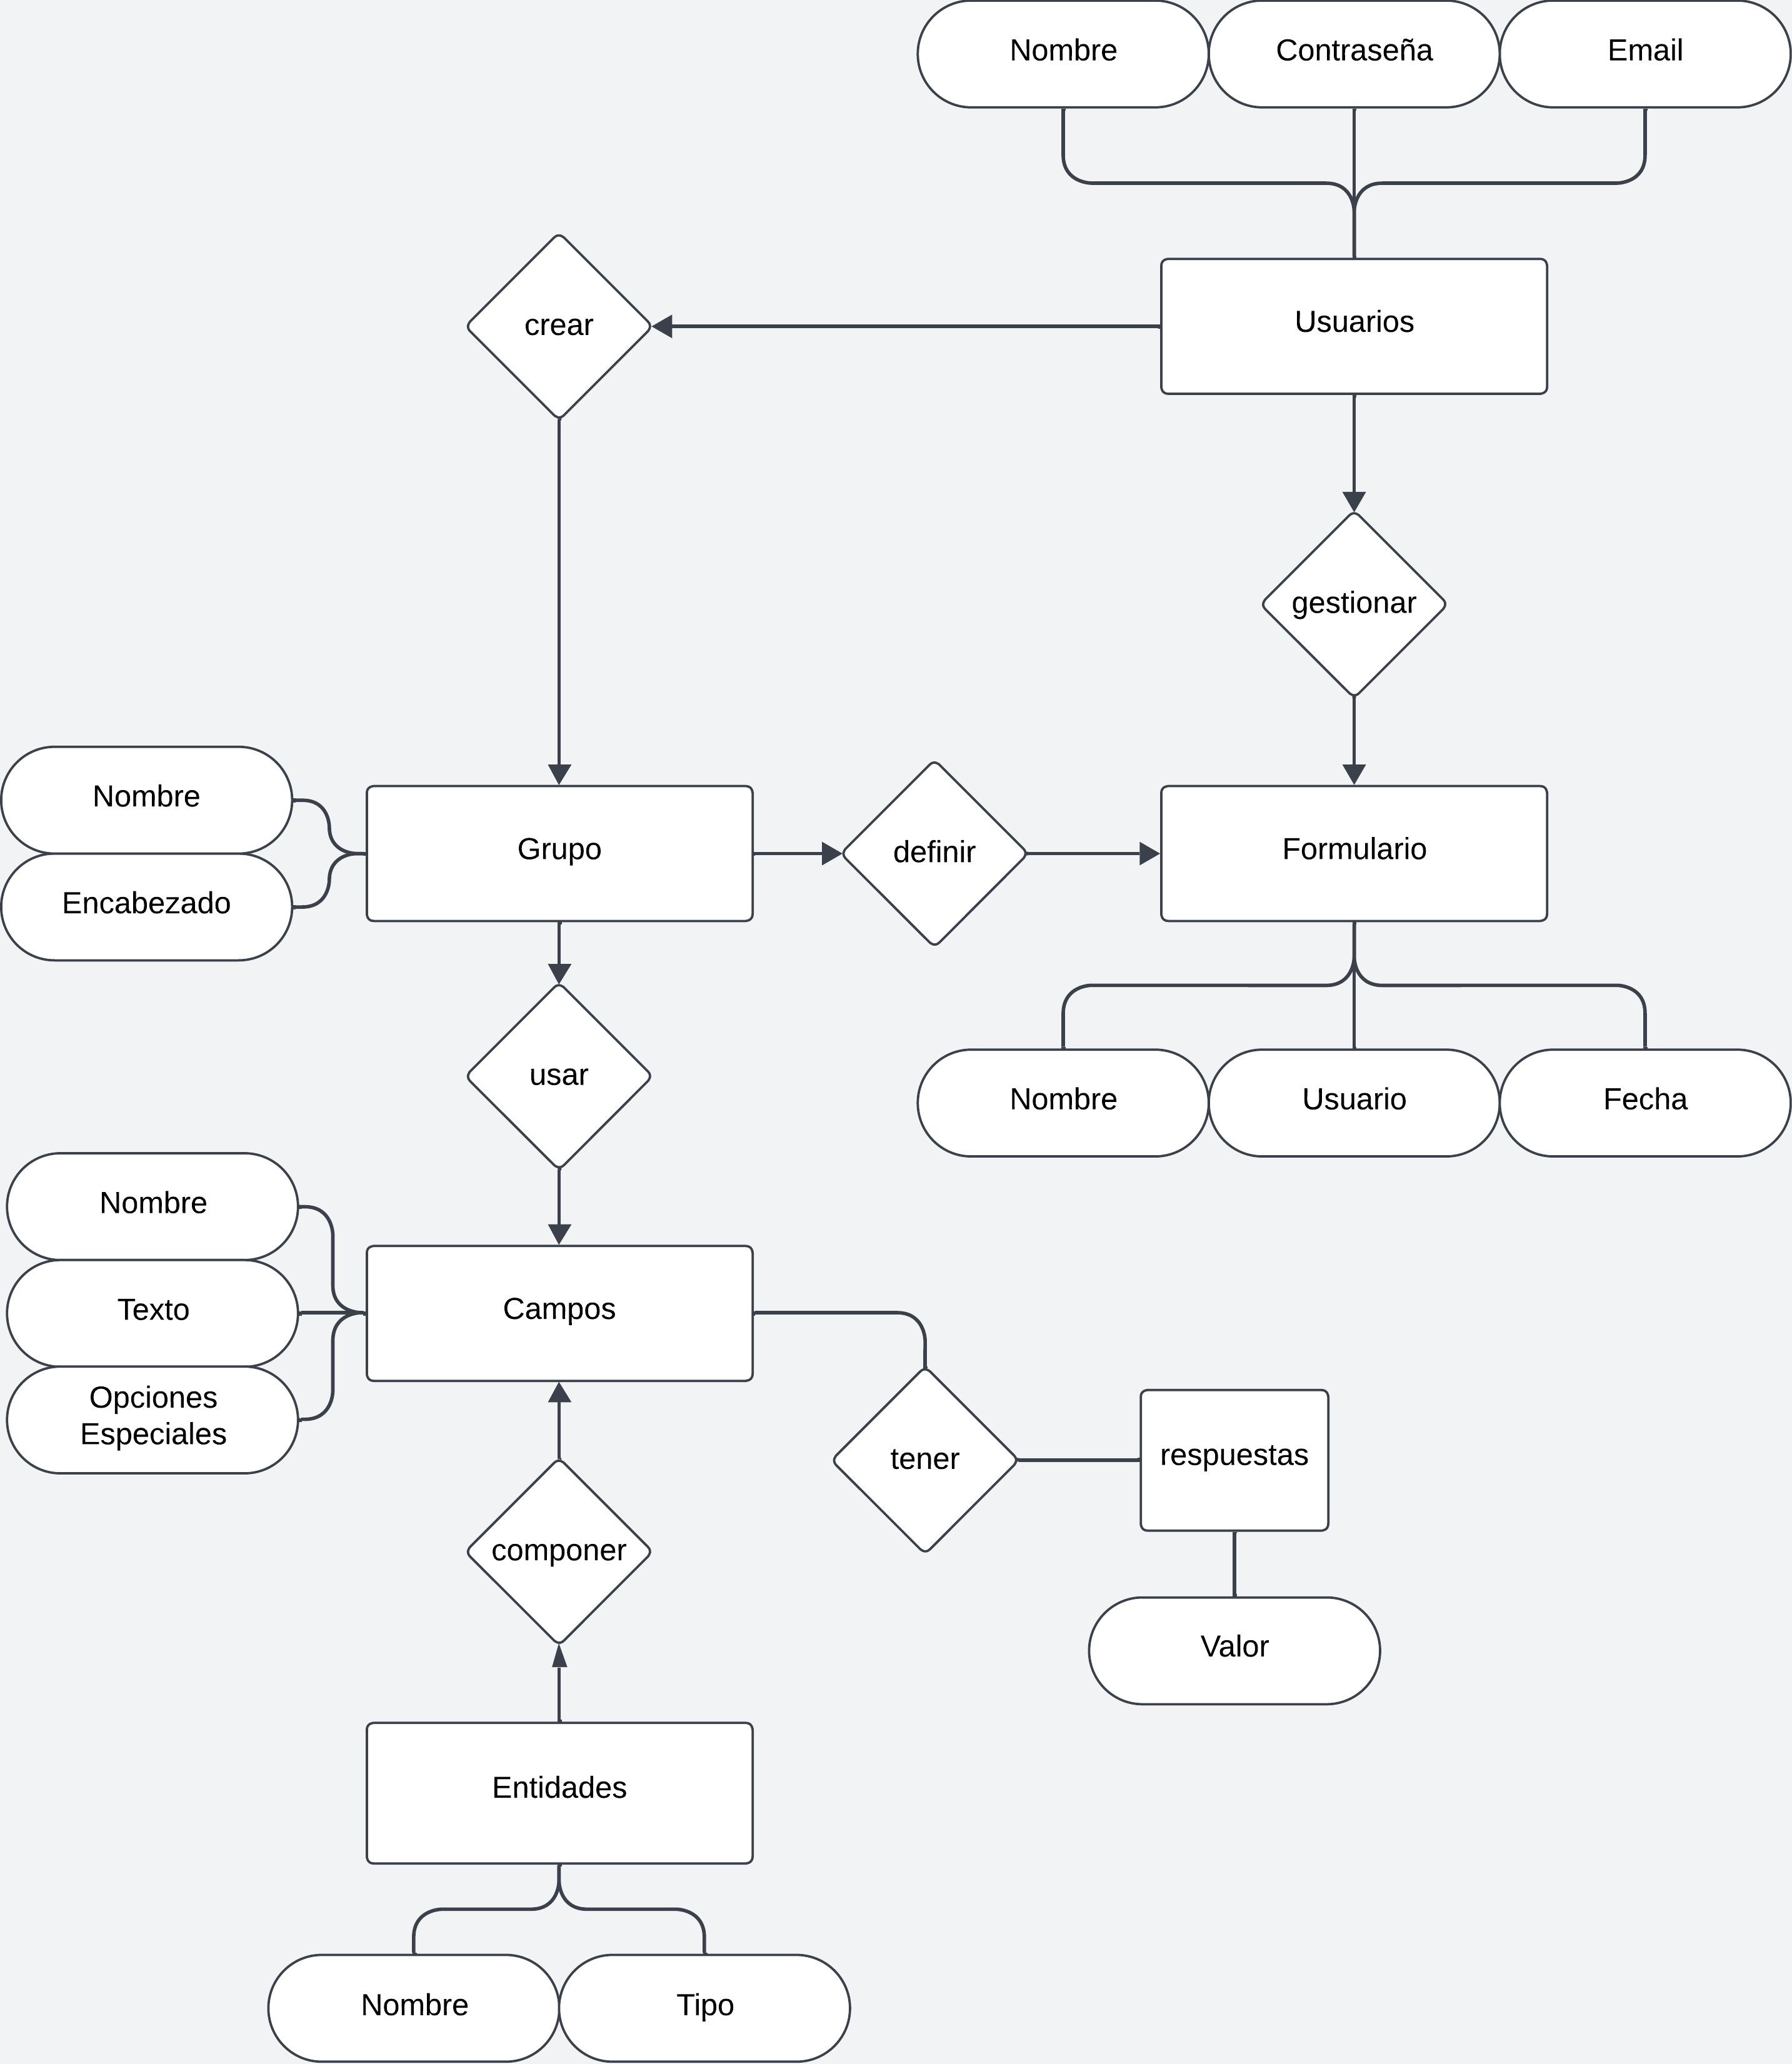 Nombre
Contraseña
Email
crear
Usuarios
gestionar
Nombre
Encabezado
Grupo
definir
Formulario
usar
Nombre
Usuario
Fecha
Nombre
Texto
Opciones
Especiales
Campos
tener
respuestas
componer
Valor
Entidades
Nombre
Tipo